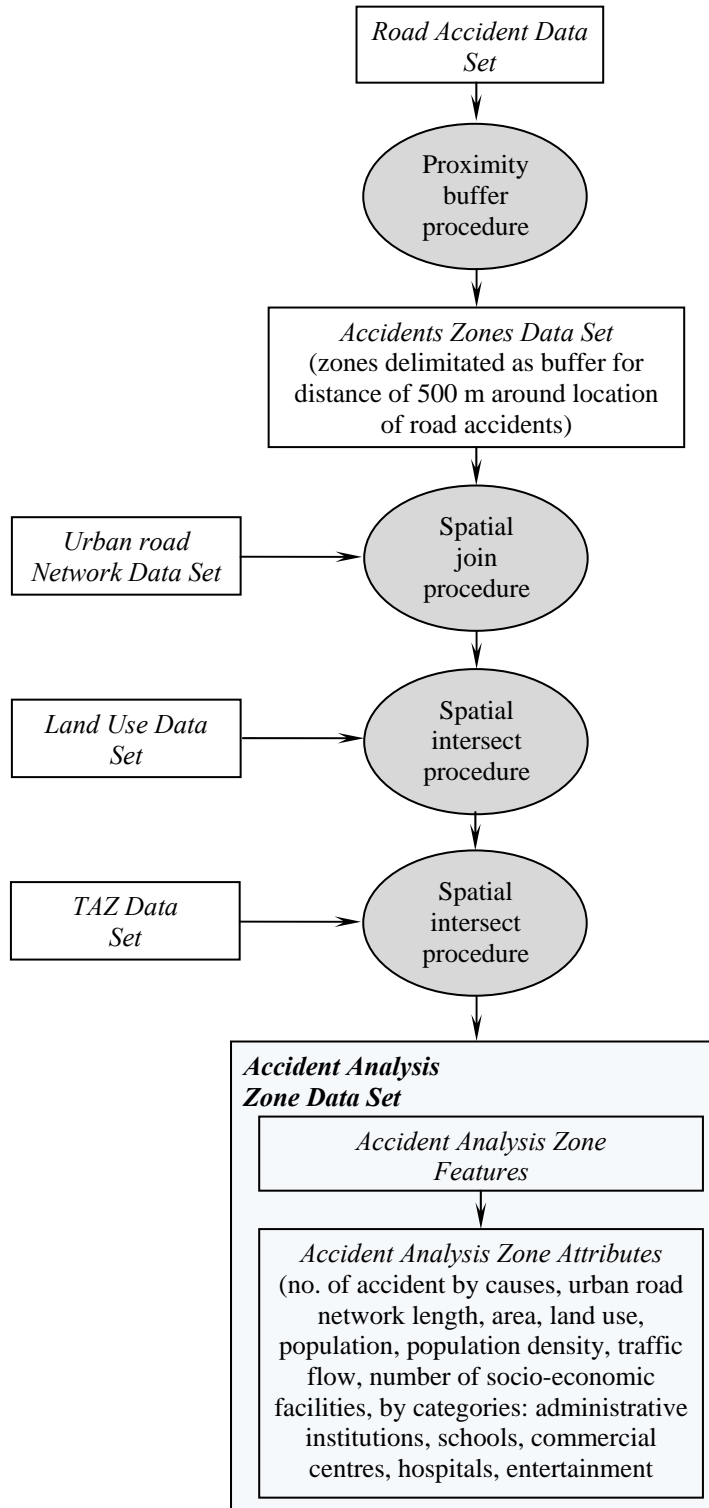 Road Accident Data
Set
Proximity
buffer
procedure
Accidents Zones Data Set
(zones delimitated as buffer for
distance of 500 m around location
of road accidents)
Urban road
Network Data Set
Spatial
join
procedure
Land Use Data
Set
Spatial
intersect
procedure
TAZ Data
Set
Spatial
intersect
procedure
Accident Analysis
Zone Data Set
Accident Analysis Zone
Features
Accident Analysis Zone Attributes
(no. of accident by causes, urban road
network length, area, land use,
population, population density, traffic
flow, number of socio-economic
facilities, by categories: administrative
institutions, schools, commercial
centres, hospitals, entertainment